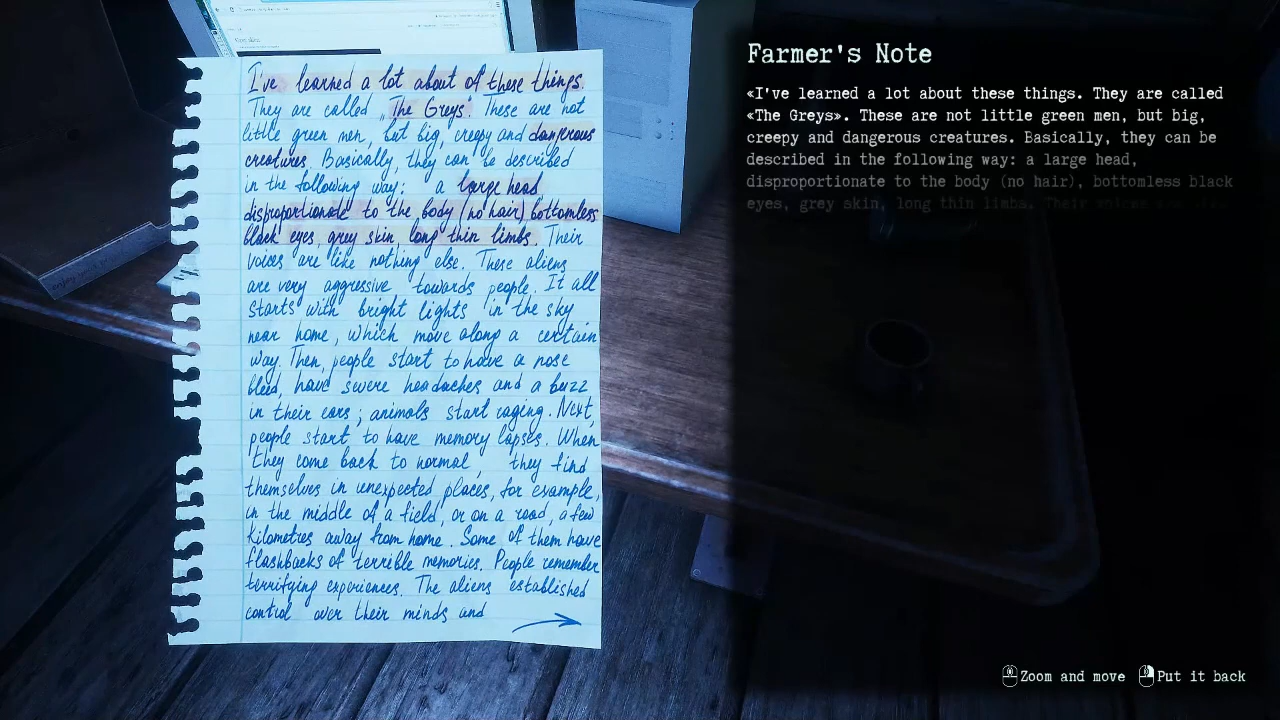 I've learned a lot about of these things.
They are called „The Greys". These are not
little green men, but big, creepy and dangerous
creatures. Basically, they can be described
in the following way: a large head
disproportionate to the body (no hair) bottomless
black eyes, grey skin, long thin limbs. Their
voices are like nothing else. These aliens
are very aggressive towards people. It all
starts with bright lights in the sky
near home, which move along a certain
way. Then, people start to have a nose
bleed, have severe headaches and a buzz
in their ears; animals start raging. Next,
people start to have memory lapses. When
they come back to normal, they find
themselves in unexpected places, for example,
in the middle of a field, or on a road, a few
kilometres away from home. Some of them have
flashbacks of terrible memories. People remember
terrifying experiences. The aliens established
control over their minds and
Farmer's Note
«I've learned a lot about these things. They are called
«The Greys». These are not little green men, but big,
creepy and dangerous creatures. Basically, they can be
described in the following way: a large head,
disproportionate to the body (no hair), bottomless black
eyes, grey skin, long thin limbs. Their voices are like
Zoom and move
Put it back